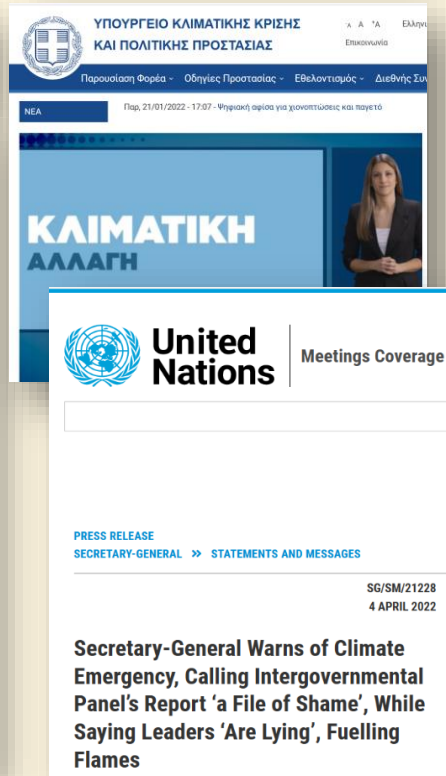 ΥΠΟΥΡΓΕΙΟ ΚΛΙΜΑΤΙΚΗΣ ΚΡΙΣΗΣ
ΚΑΙ ΠΟΛΙΤΙΚΗΣ ΠΡΟΣΤΑΣΙΑΣ
Α Α ⁺Α
Επικοινωνία
Παρουσίαση Φορέα Οδηγίες Προστασίας Εθελοντισμός
ΝΕΑ
Παρ, 21/01/2022 - 17:07 - Ψηφιακή αφίσα για χιονοπτώσεις και παγετό
ΚΛΙΜΑΤΙΚΗ
ΑΛΛΑΓΗ
United
Nations
Meetings Coverage
PRESS RELEASE
SECRETARY-GENERAL >> STATEMENTS AND MESSAGES
SG/SM/21228
4 APRIL 2022
Secretary-General Warns of Climate
Emergency, Calling Intergovernmental
Panel’s Report ‘a File of Shame’, While
Saying Leaders ‘Are Lying’, Fuelling
Flames